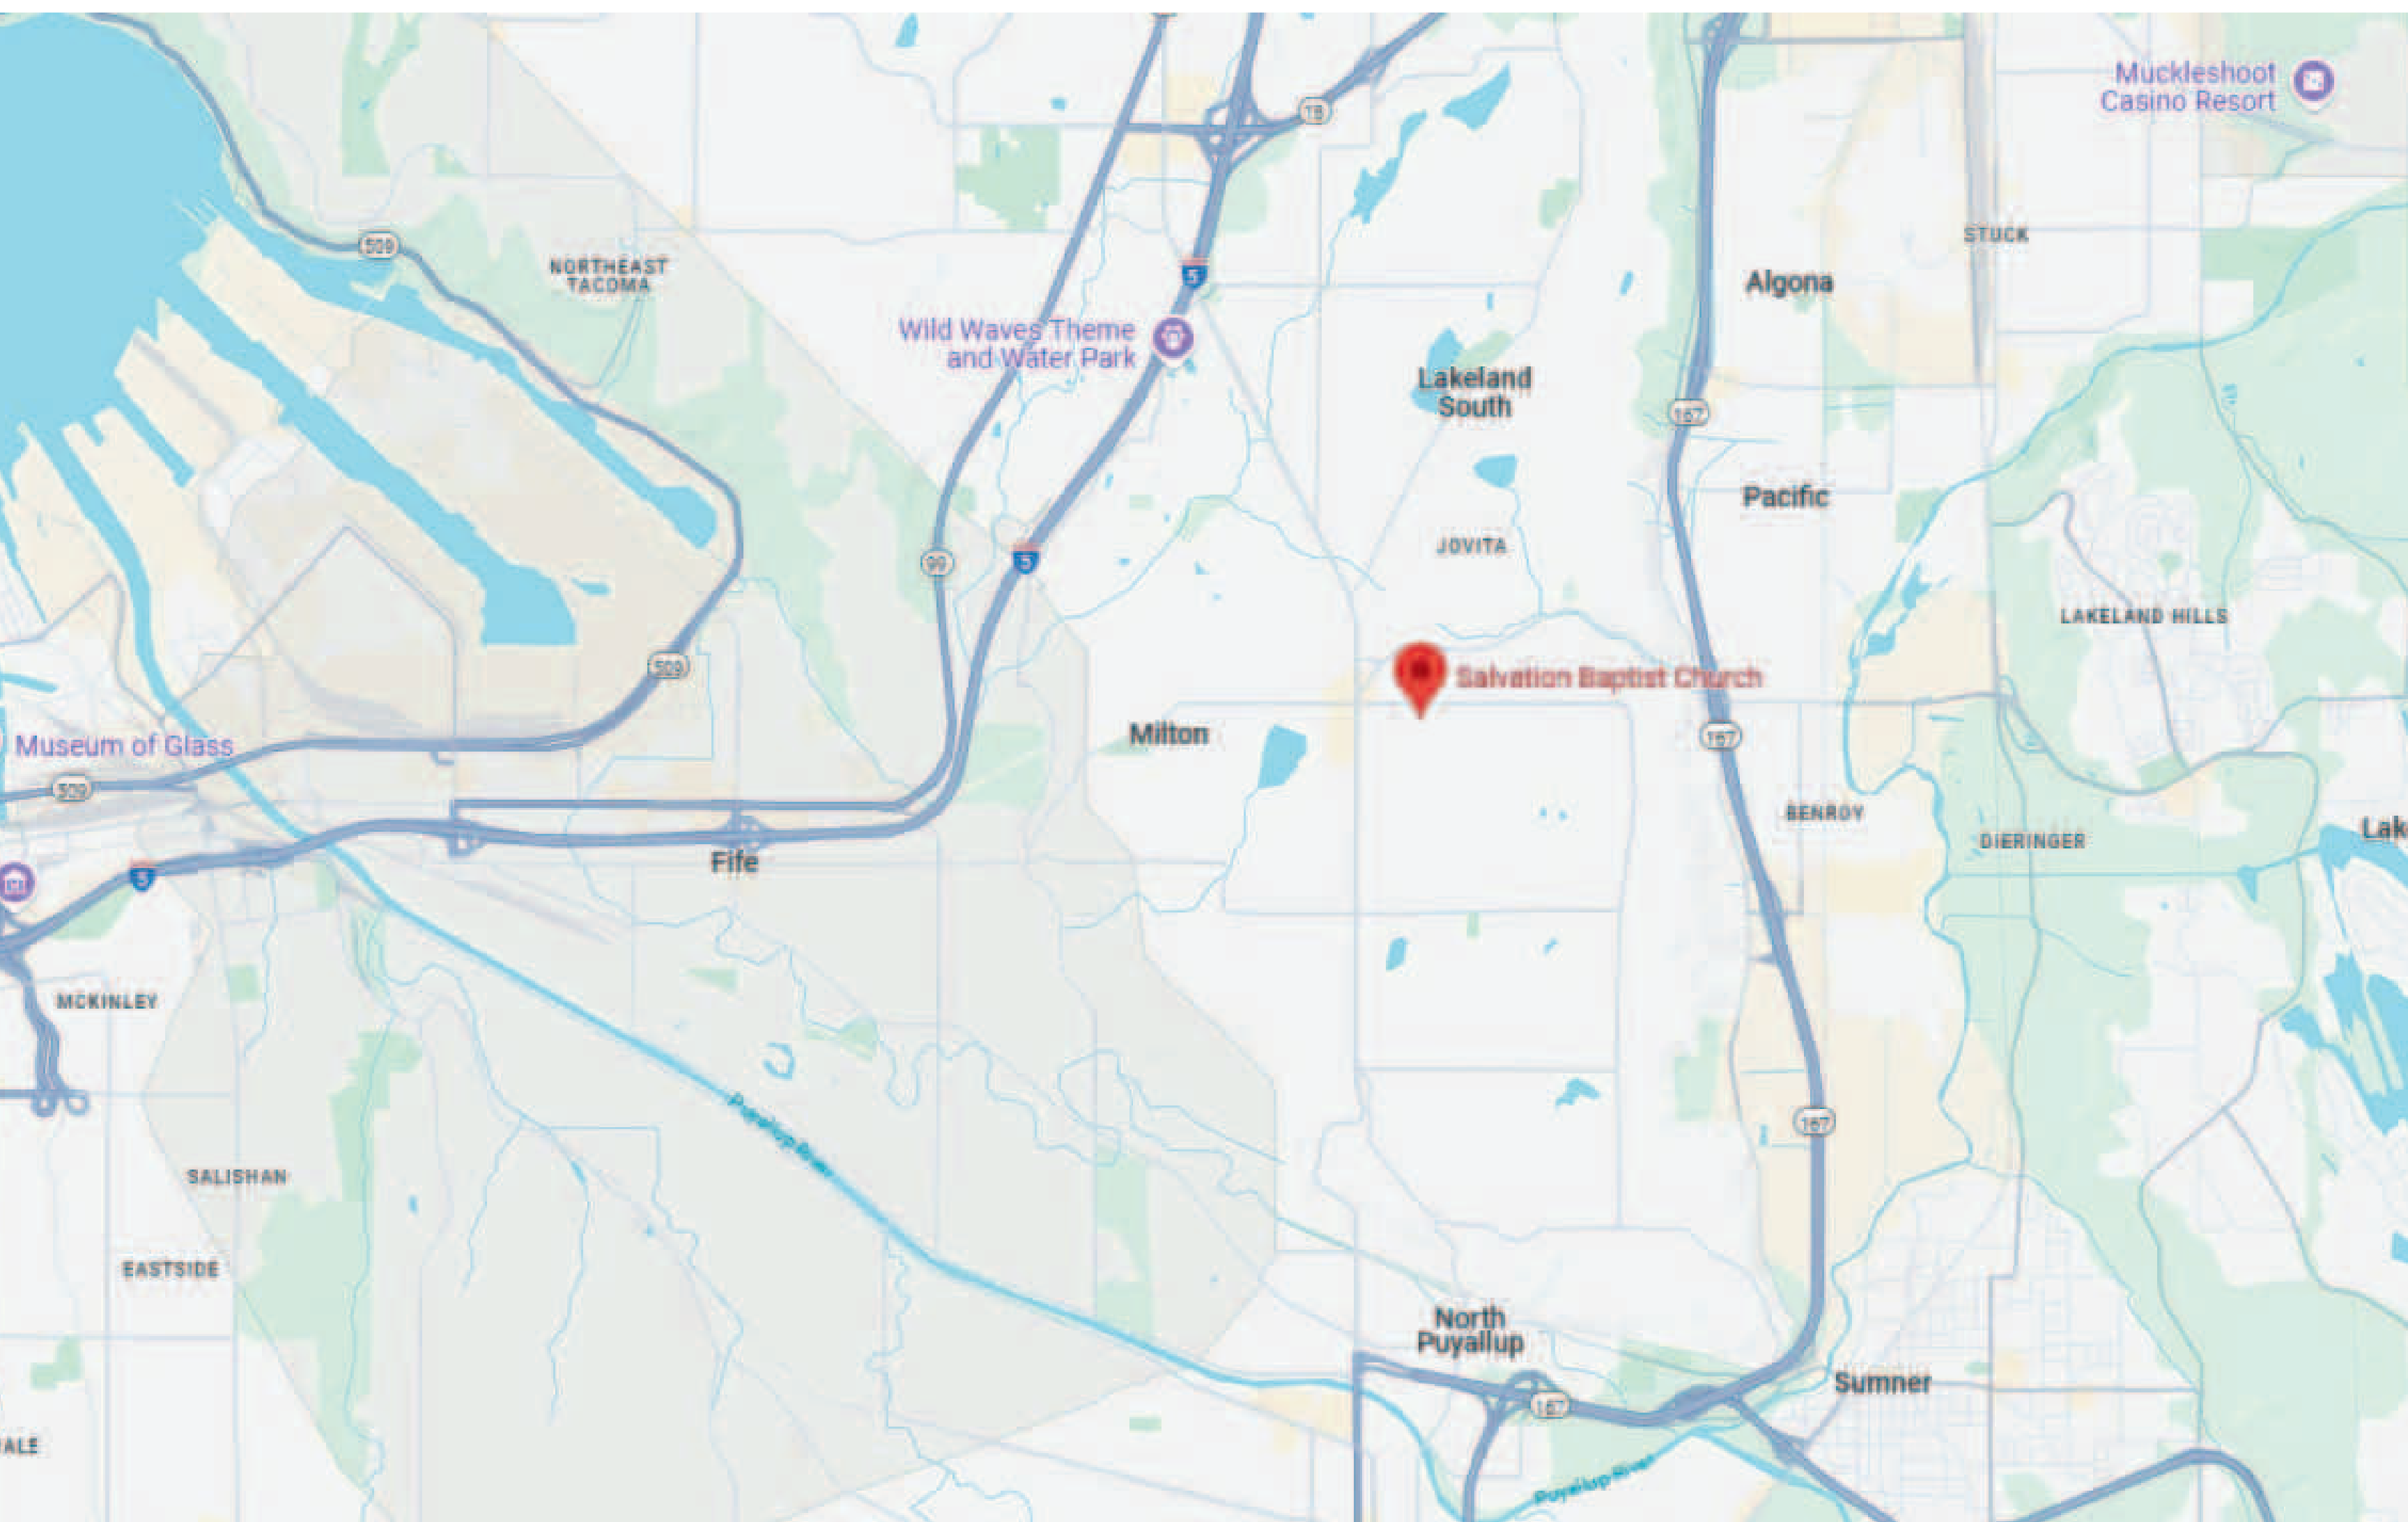 Muckleshoot
Casino Resort
18
509
STUCK
NORTHEAST
TACOMA
5
Algona
Wild Waves Theme
and Water Park
Lakeland
South
167
Pacific
JOVITA
99
5
LAKELAND HILLS
509
Salvation Baptist Church
Milton
167
Museum of Glass
509
BENROY
DIERINGER
Lak
Fife
5
MCKINLEY
Puyallup River
167
SALISHAN
EASTSIDE
North
Puyallup
Sumner
167
ALE
Puyallup River